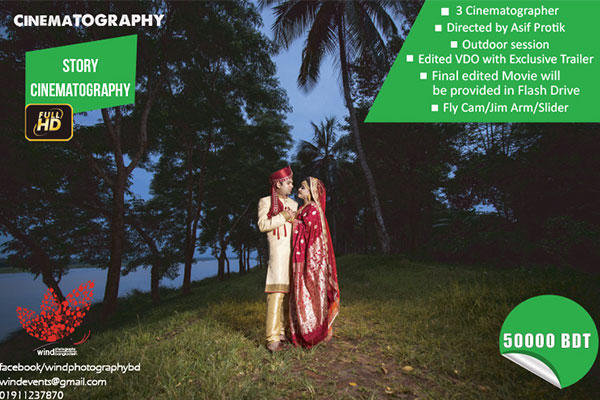 CINEMATOGRAPHY
STORY
CINEMATOGRAPHY
FULL
HD
3 Cinematographer
Directed by Asif Protik
Outdoor session
Edited VDO with Exclusive Trailer
Final edited Movie will
be provided in Flash Drive
Fly Cam/Jim Arm/Slider
50000 BDT
wind photography
bangladesh
facebook/windphotographybd
windevents@gmail.com
01911237870